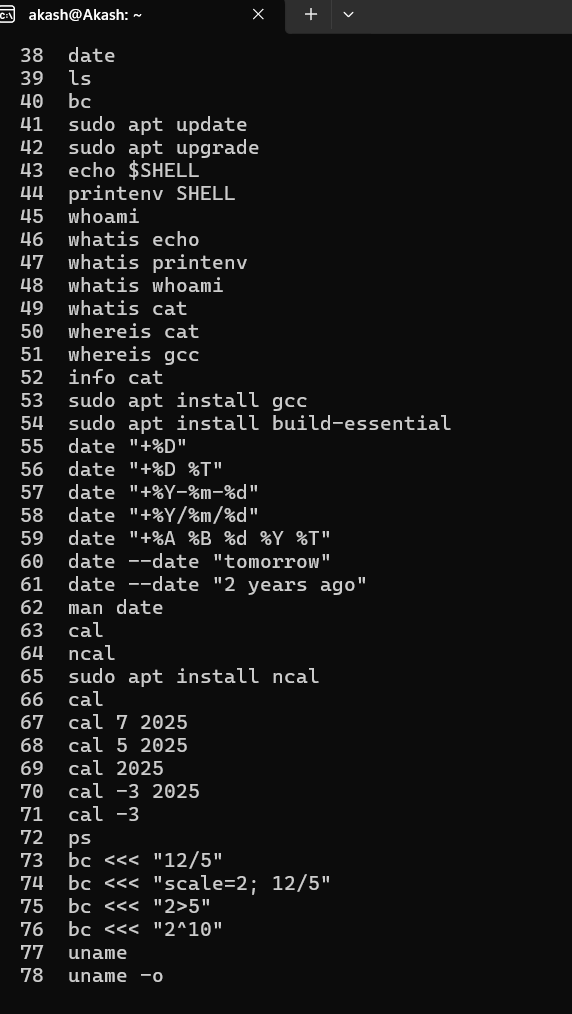 akash@Akash: ~
38 date
39 ls
40 bc
41 sudo apt update
42 sudo apt upgrade
43 echo $SHELL
44 printenv SHELL
45 whoami
46 whatis echo
47 whatis printenv
48 whatis whoami
49 whatis cat
50 whereis cat
51 whereis gcc
52 info cat
53 sudo apt install gcc
54 sudo apt install build-essential
55 date "+%D"
56 date "+%D %T"
57 date "+%Y-%m-%d"
58 date "+%Y/%m/%d"
59 date "+%A %B %d %Y %T"
60 date --date "tomorrow"
61 date --date "2 years ago"
62 man date
63 cal
64 ncal
65 sudo apt install ncal
66 cal
67 cal 7 2025
68 cal 5 2025
69 cal 2025
70 cal -3 2025
71 cal -3
72 ps
73 bc <<< "12/5"
74 bc <<< "scale=2; 12/5"
75 bc <<< "2>5"
76 bc <<< "2^10"
77 uname
78 uname -o